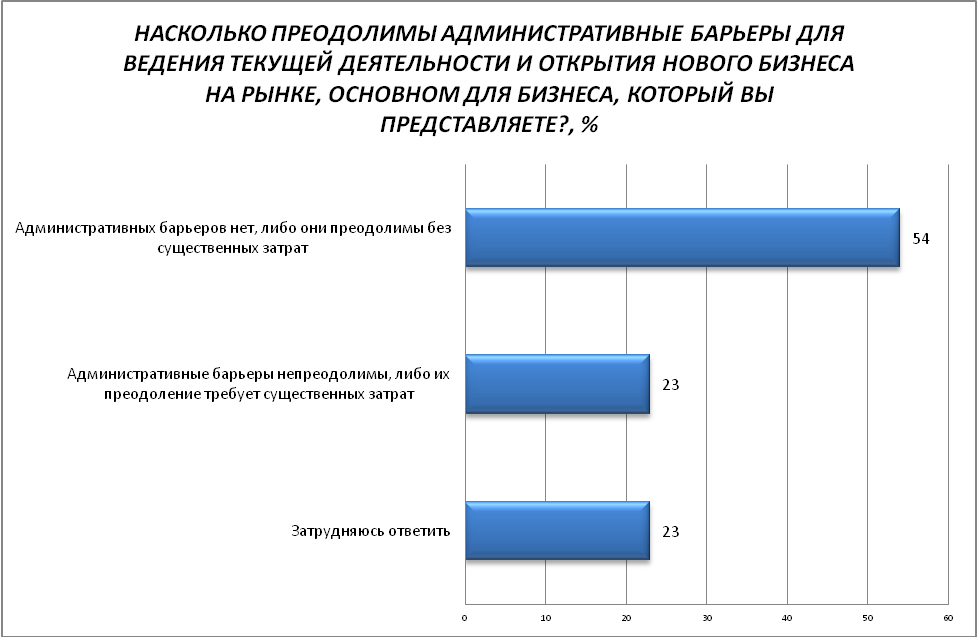 НАСКОЛЬКО ПРЕОДОЛИМЫ АДМИНИСТРАТИВНЫЕ БАРЬЕРЫ ДЛЯ
ВЕДЕНИЯ ТЕКУЩЕЙ ДЕЯТЕЛЬНОСТИ И ОТКРЫТИЯ НОВОГО БИЗНЕСА
НА РЫНКЕ, ОСНОВНОМ ДЛЯ БИЗНЕСА, КОТОРЫЙ ВЫ
ПРЕДСТАВЛЯЕТЕ?, %
Административных барьеров нет, либо они преодолимы без
существенных затрат
54
Административные барьеры непреодолимы, либо их
преодоление требует существенных затрат
23
Затрудняюсь ответить
23
0 10 20 30 40 50 60